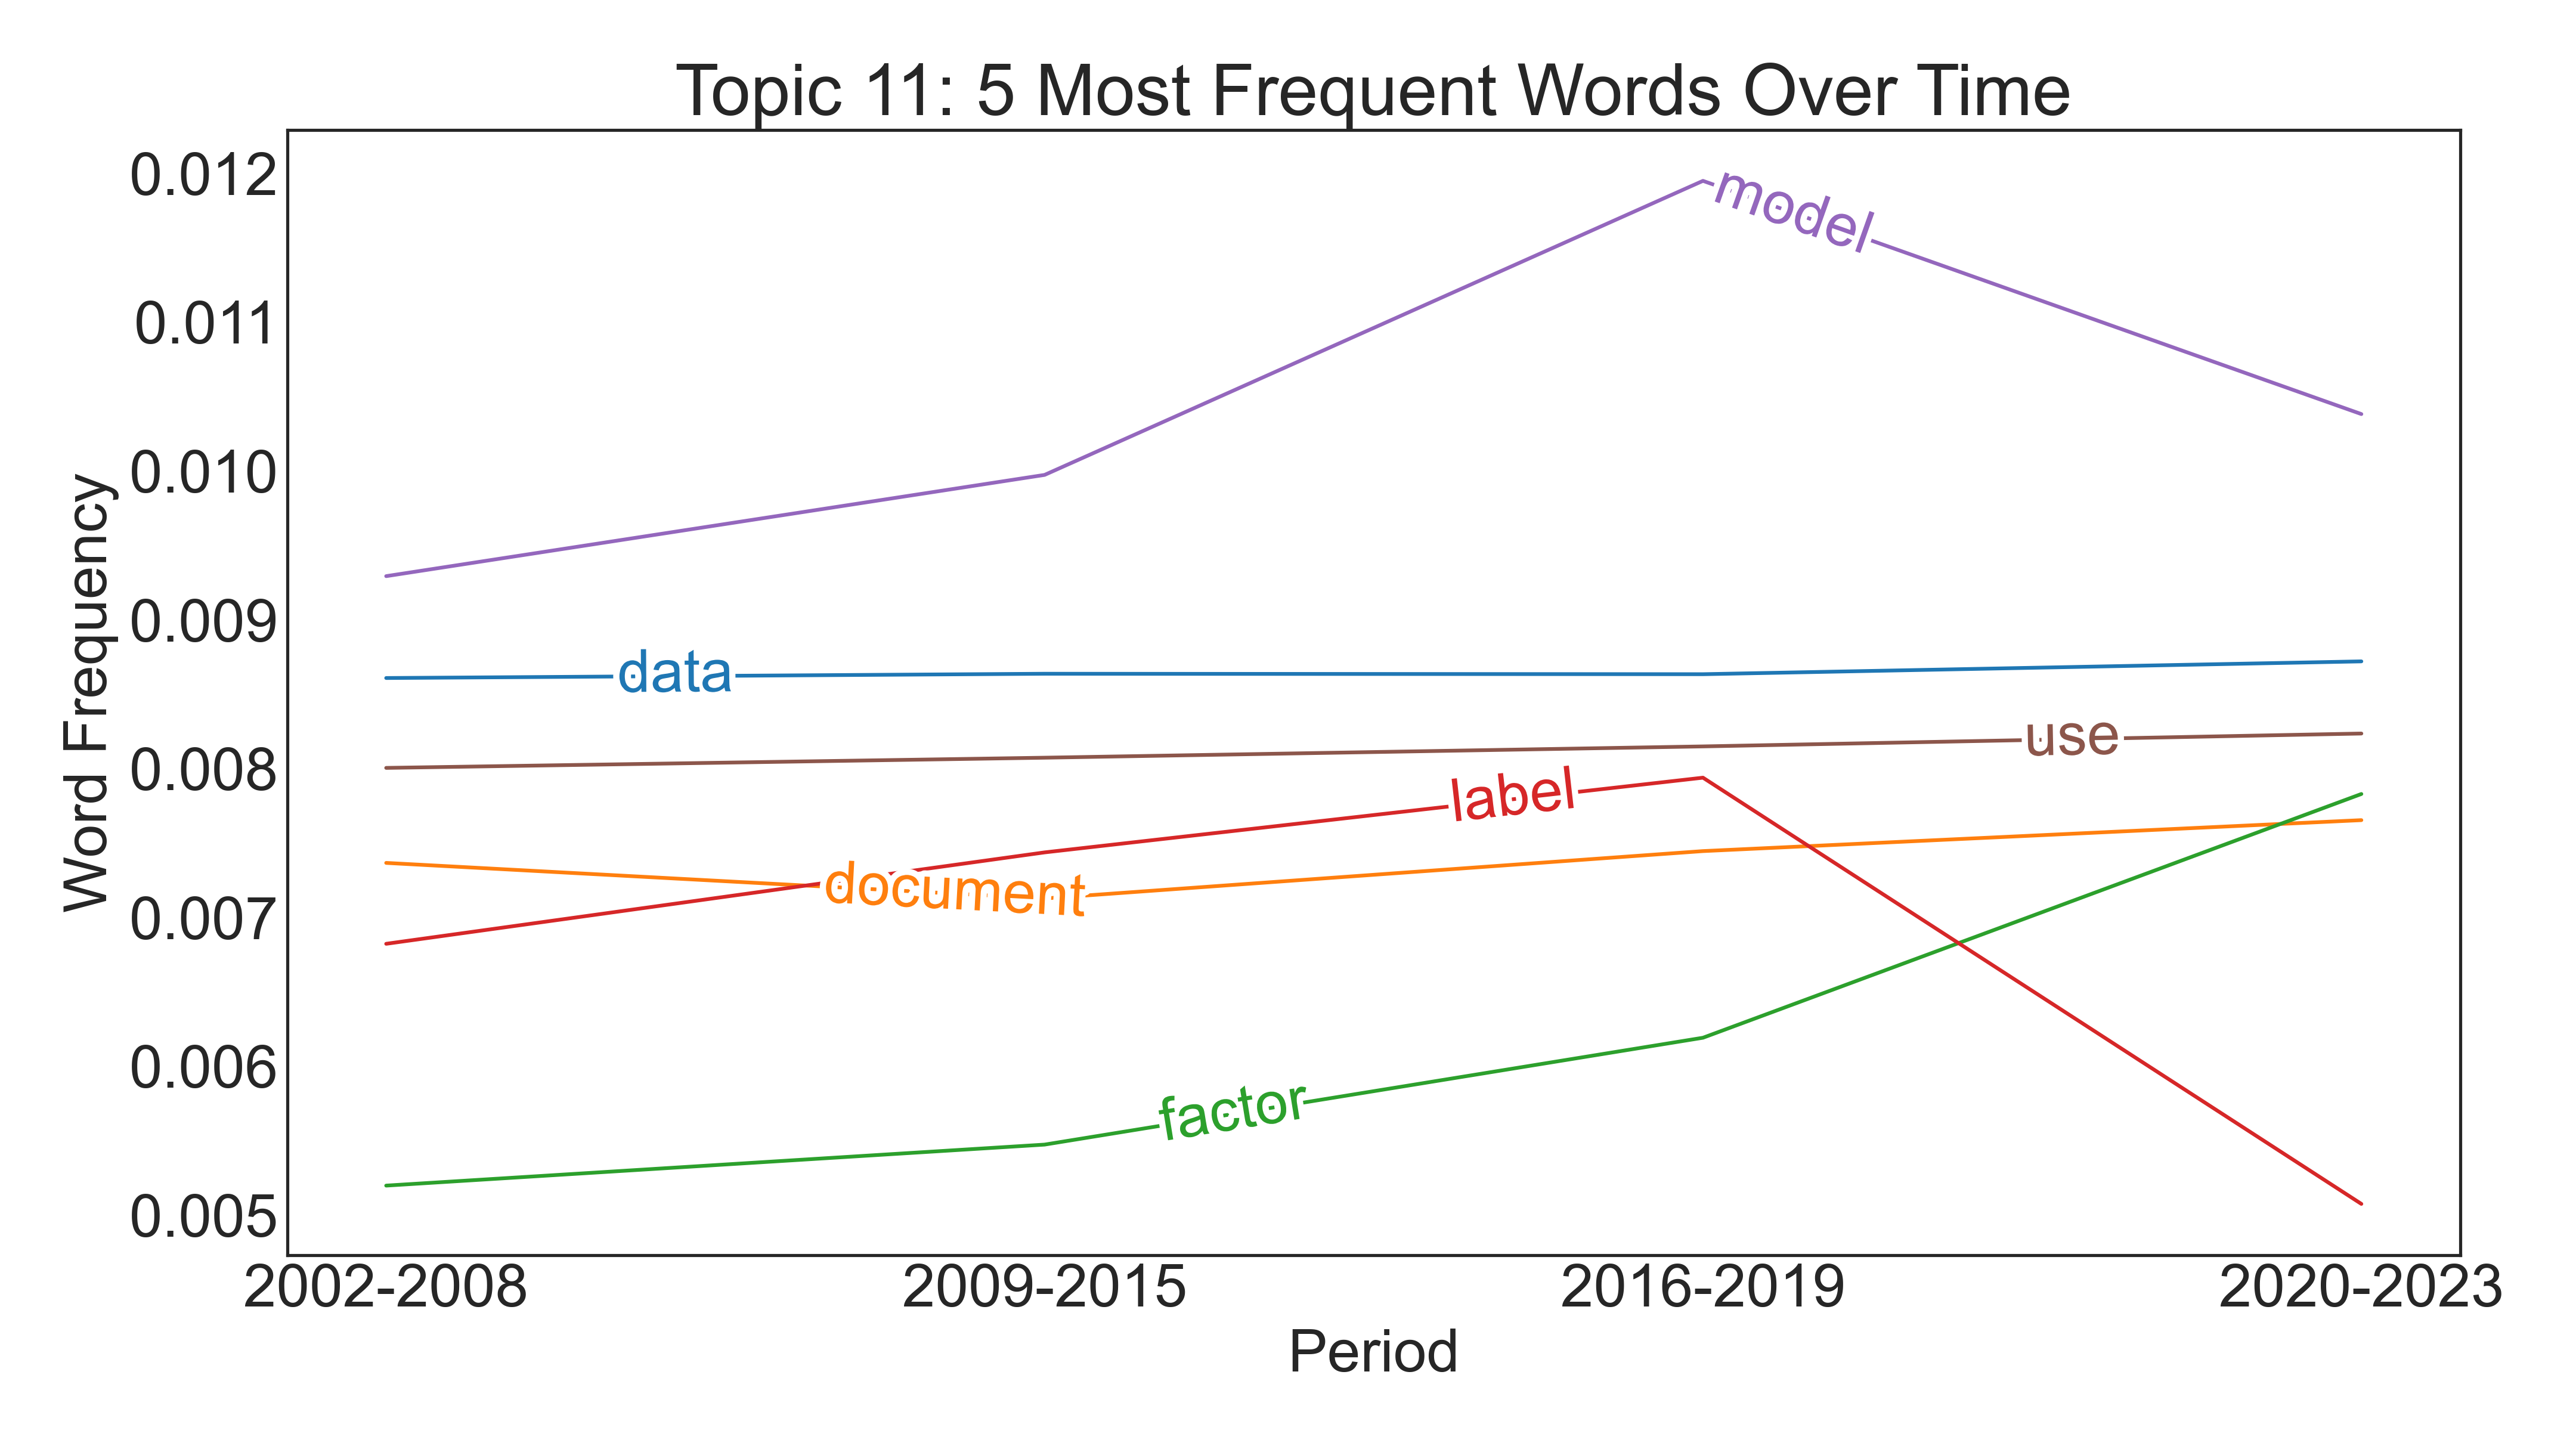 Topic 11: 5 Most Frequent Words Over Time
0.012
0.011
0.010
0.009
0.008
0.007
0.006
0.005
Word Frequency
model
data
use
label
document
factor
2002-2008
2009-2015
2016-2019
2020-2023
Period